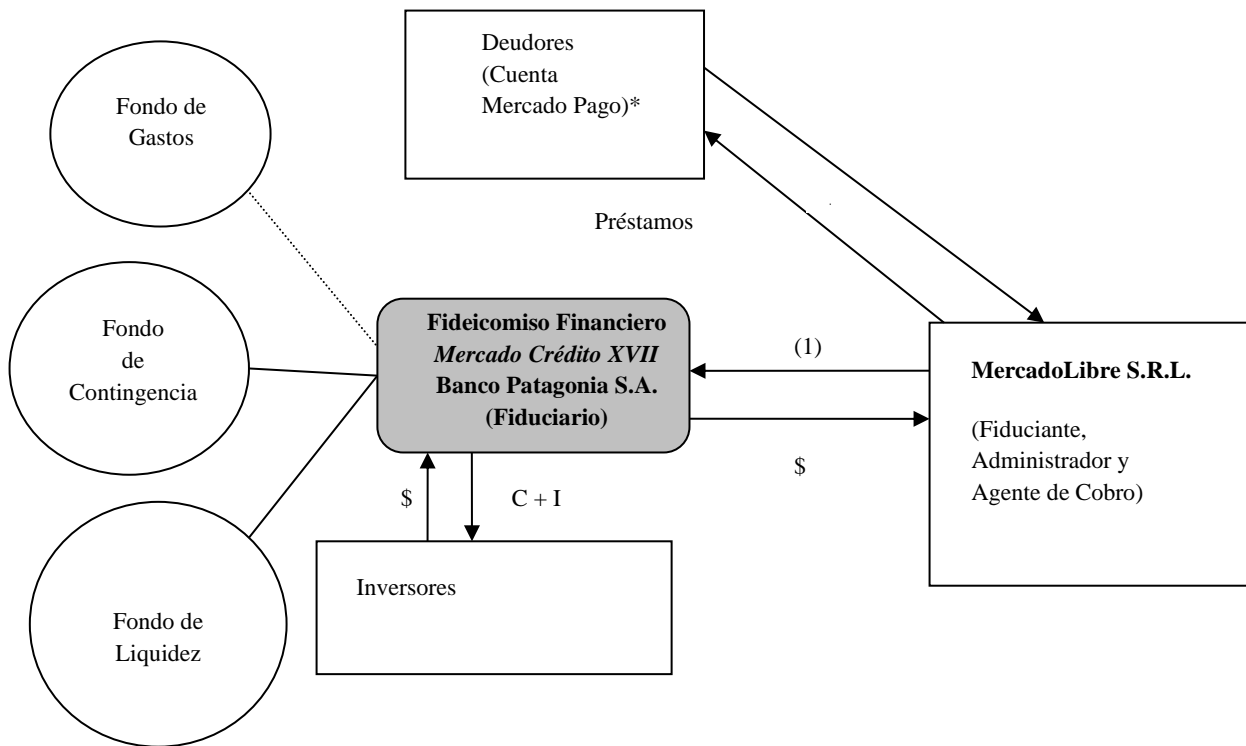 Deudores
(Cuenta
Mercado Pago)*
Fondo de
Gastos
Préstamos
Fondo
de
Contingencia
Fideicomiso Financiero
Mercado Crédito XVII
Banco Patagonia S.A.
(Fiduciario)
(1)
$
MercadoLibre S.R.L.
(Fiduciante,
Administrador y
Agente de Cobro)
$
C + I
Inversores
Fondo de
Liquidez